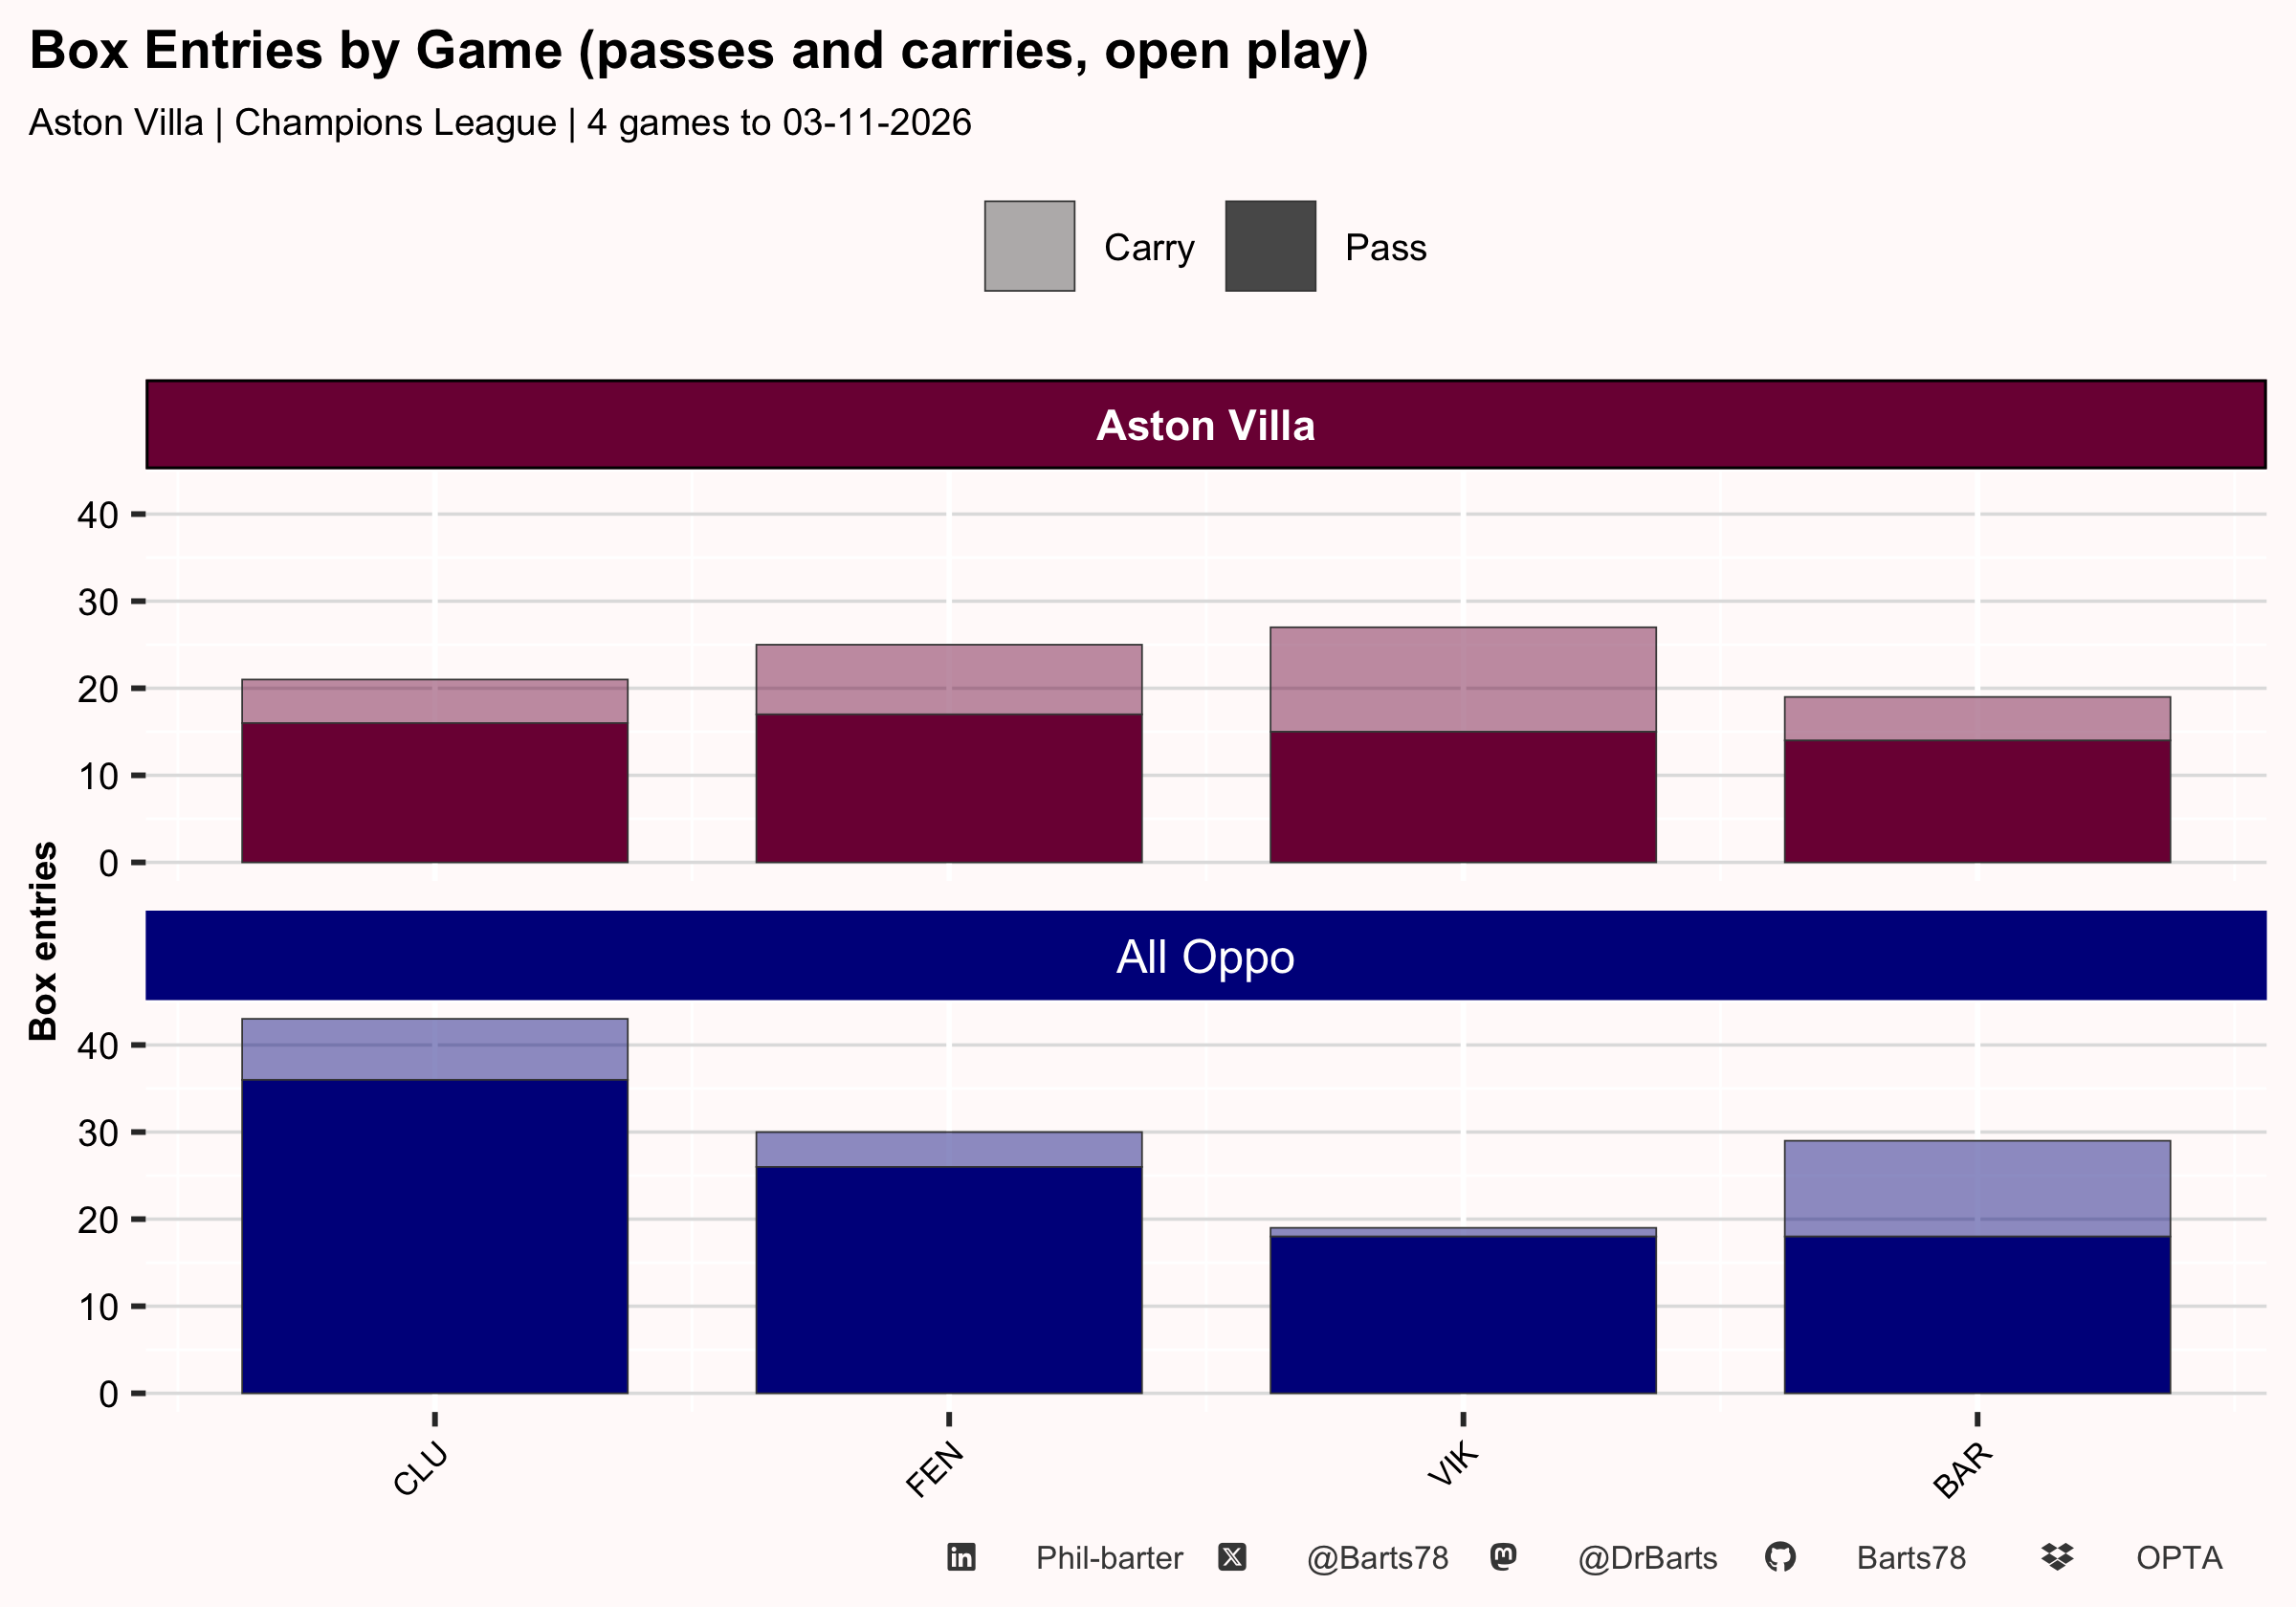 Box Entries by Game (passes and carries, open play)
Aston Villa | Champions League | 4 games to 03-11-2026
Carry Pass
Aston Villa
40
30
20
10
0
Box entries
All Oppo
40
30
20
10
0
CLU FEN VIK BAR
Phil-barter @Barts78 @DrBarts Barts78 OPTA